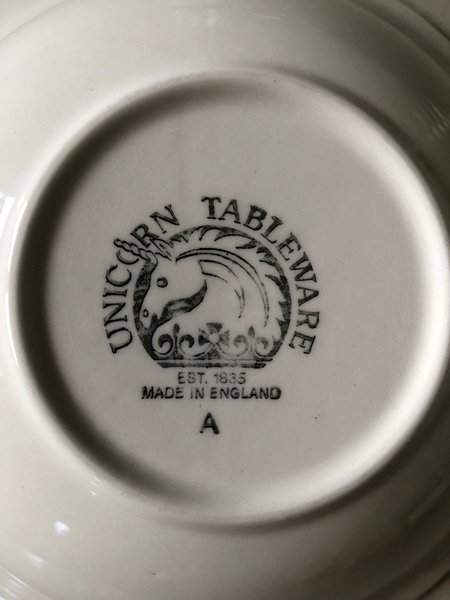 UNICORN TABLEWARE
EST. 1835
MADE IN ENGLAND
A